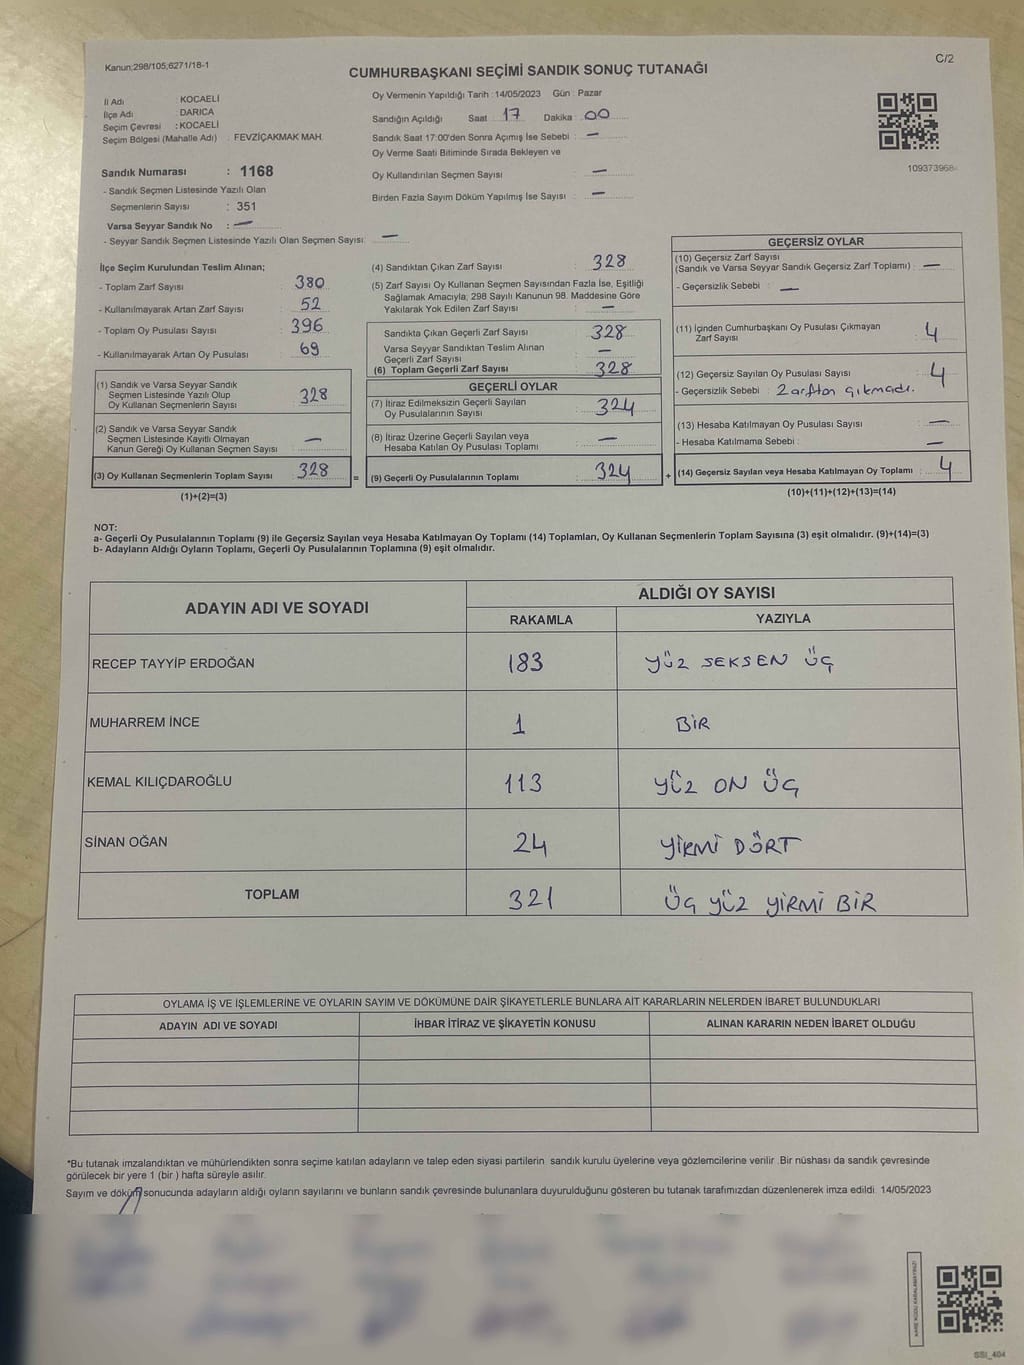 Kanun;298/105,6271/18-1
C/2
CUMHURBAŞKANI SEÇİMİ SANDIK SONUÇ TUTANAĞI
İl Adı : KOCAELİ
İlçe Adı : DARICA
Seçim Çevresi : KOCAELİ
Seçim Bölgesi (Mahalle Adı) : FEVZİÇAKMAK MAH.
Sandık Numarası : 1168
- Sandık Seçmen Listesinde Yazılı Olan
Seçmenlerin Sayısı : 351
Varsa Seyyar Sandık No : —
- Seyyar Sandık Seçmen Listesinde Yazılı Olan Seçmen Sayısı: —
Oy Vermenin Yapıldığı Tarih : 14/05/2023 Gün : Pazar
Sandığın Açıldığı Saat 17 Dakika : 00
Sandık Saat 17:00'den Sonra Açımış İse Sebebi : —
Oy Verme Saati Bitiminde Sırada Bekleyen ve
Oy Kullandırılan Seçmen Sayısı : —
Birden Fazla Sayım Döküm Yapılmış İse Sayısı : —
109373968
İlçe Seçim Kurulundan Teslim Alınan;
- Toplam Zarf Sayısı : 380
- Kullanılmayarak Artan Zarf Sayısı : 52
- Toplam Oy Pusulası Sayısı : 396
- Kullanılmayarak Artan Oy Pusulası : 69
(1) Sandık ve Varsa Seyyar Sandık
Seçmen Listesinde Yazılı Olup
Oy Kullanan Seçmenlerin Sayısı : 328
(2) Sandık ve Varsa Seyyar Sandık
Seçmen Listesinde Kayıtlı Olmayan
Kanun Gereği Oy Kullanan Seçmen Sayısı : —
(3) Oy Kullanan Seçmenlerin Toplam Sayısı : 328
(1)+(2)=(3)
=
(4) Sandıktan Çıkan Zarf Sayısı : 328
(5) Zarf Sayısı Oy Kullanan Seçmen Sayısından Fazla İse, Eşitliği
Sağlamak Amacıyla; 298 Sayılı Kanunun 98. Maddesine Göre
Yakılarak Yok Edilen Zarf Sayısı : —
Sandıkta Çıkan Geçerli Zarf Sayısı : 328
Varsa Seyyar Sandıktan Teslim Alınan
Geçerli Zarf Sayısı : —
(6) Toplam Geçerli Zarf Sayısı : 328
GEÇERLİ OYLAR
(7) İtiraz Edilmeksizin Geçerli Sayılan
Oy Pusulalarının Sayısı : 324
(8) İtiraz Üzerine Geçerli Sayılan veya
Hesaba Katılan Oy Pusulası Toplamı : —
(9) Geçerli Oy Pusulalarının Toplamı : 324
+
GEÇERSİZ OYLAR
(10) Geçersiz Zarf Sayısı
(Sandık ve Varsa Seyyar Sandık Geçersiz Zarf Toplamı) : —
- Geçersizlik Sebebi : —
(11) İçinden Cumhurbaşkanı Oy Pusulası Çıkmayan
Zarf Sayısı : 4
(12) Geçersiz Sayılan Oy Pusulası Sayısı : 4
- Geçersizlik Sebebi : Zarftan çıkmadı.
(13) Hesaba Katılmayan Oy Pusulası Sayısı : —
- Hesaba Katılmama Sebebi : —
(14) Geçersiz Sayılan veya Hesaba Katılmayan Oy Toplamı : 4
(10)+(11)+(12)+(13)=(14)
NOT:
a- Geçerli Oy Pusulalarının Toplamı (9) ile Geçersiz Sayılan veya Hesaba Katılmayan Oy Toplamı (14) Toplamları, Oy Kullanan Seçmenlerin Toplam Sayısına (3) eşit olmalıdır. (9)+(14)=(3)
b- Adayların Aldığı Oyların Toplamı, Geçerli Oy Pusulalarının Toplamına (9) eşit olmalıdır.
ADAYIN ADI VE SOYADI
ALDIĞI OY SAYISI
RAKAMLA YAZIYLA
RECEP TAYYİP ERDOĞAN 183 YÜZ SEKSEN ÜÇ
MUHARREM İNCE 1 BİR
KEMAL KILIÇDAROĞLU 113 YÜZ ON ÜÇ
SİNAN OĞAN 24 YİRMİ DÖRT
TOPLAM 321 ÜÇ YÜZ YİRMİ BİR
OYLAMA İŞ VE İŞLEMLERİNE VE OYLARIN SAYIM VE DÖKÜMÜNE DAİR ŞİKAYETLERLE BUNLARA AİT KARARLARIN NELERDEN İBARET BULUNDUKLARI
ADAYIN ADI VE SOYADI İHBAR İTİRAZ VE ŞİKAYETİN KONUSU ALINAN KARARIN NEDEN İBARET OLDUĞU
*Bu tutanak imzalandıktan ve mühürlendikten sonra seçime katılan adayların ve talep eden siyasi partilerin sandık kurulu üyelerine veya gözlemcilerine verilir .Bir nüshası da sandık çevresinde
görülecek bir yere 1 (bir ) hafta süreyle asılır.
Sayım ve döküm sonucunda adayların aldığı oyların sayılarını ve bunların sandık çevresinde bulunanlara duyurulduğunu gösteren bu tutanak tarafımızdan düzenlenerek imza edildi. 14/05/2023
KARE KODU KARALAMAYINIZ!
SSI_404